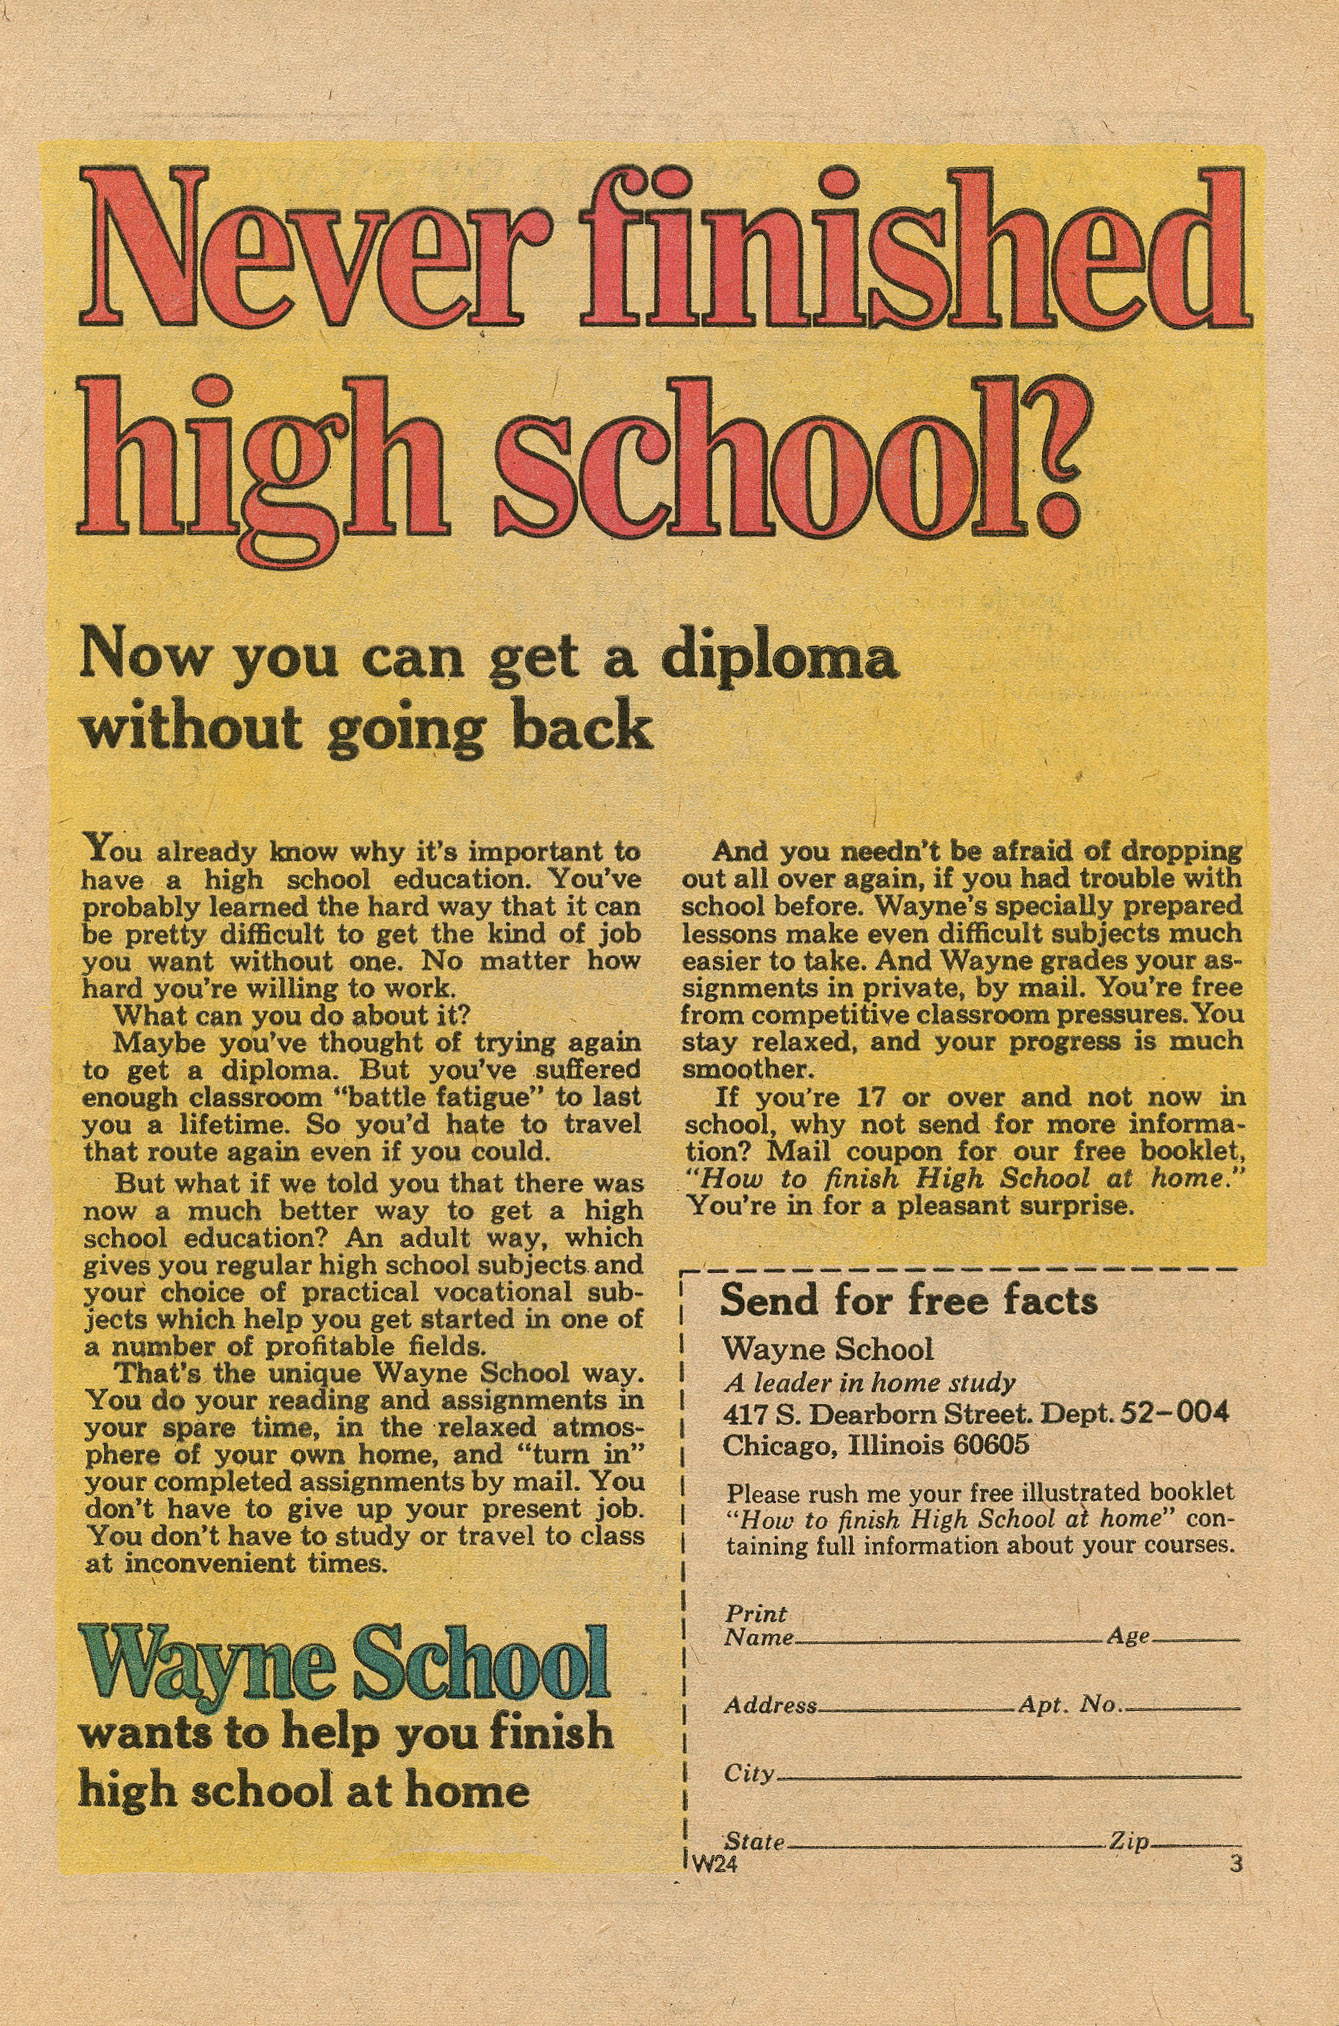 Never finished
high school?
Now you can get a diploma
without going back
You already know why it's important to
have a high school education. You've
probably learned the hard way that it can
be pretty difficult to get the kind of job
you want without one. No matter how
hard you're willing to work.
What can you do about it?
Maybe you've thought of trying again
to get a diploma. But you've suffered
enough classroom "battle fatigue" to last
you a lifetime. So you'd hate to travel
that route again even if you could.
But what if we told you that there was
now a much better way to get a high
school education? An adult way, which
gives you regular high school subjects and
your choice of practical vocational sub-
jects which help you get started in one of
a number of profitable fields.
That's the unique Wayne School way.
You do your reading and assignments in
your spare time, in the relaxed atmos-
phere of your own home, and "turn in"
your completed assignments by mail. You
don't have to give up your present job.
You don't have to study or travel to class
at inconvenient times.
Wayne School
wants to help you finish
high school at home
And you needn't be afraid of dropping
out all over again, if you had trouble with
school before. Wayne's specially prepared
lessons make even difficult subjects much
easier to take. And Wayne grades your as-
signments in private, by mail. You're free
from competitive classroom pressures. You
stay relaxed, and your progress is much
smoother.
If you're 17 or over and not now in
school, why not send for more informa-
tion? Mail coupon for our free booklet,
"How to finish High School at home."
You're in for a pleasant surprise.
Send for free facts
Wayne School
A leader in home study
417 S. Dearborn Street. Dept. 52-004
Chicago, Illinois 60605
Please rush me your free illustrated booklet
"How to finish High School at home" con-
taining full information about your courses.
Print
Name Age
Address Apt. No.
City
State Zip
W24 3